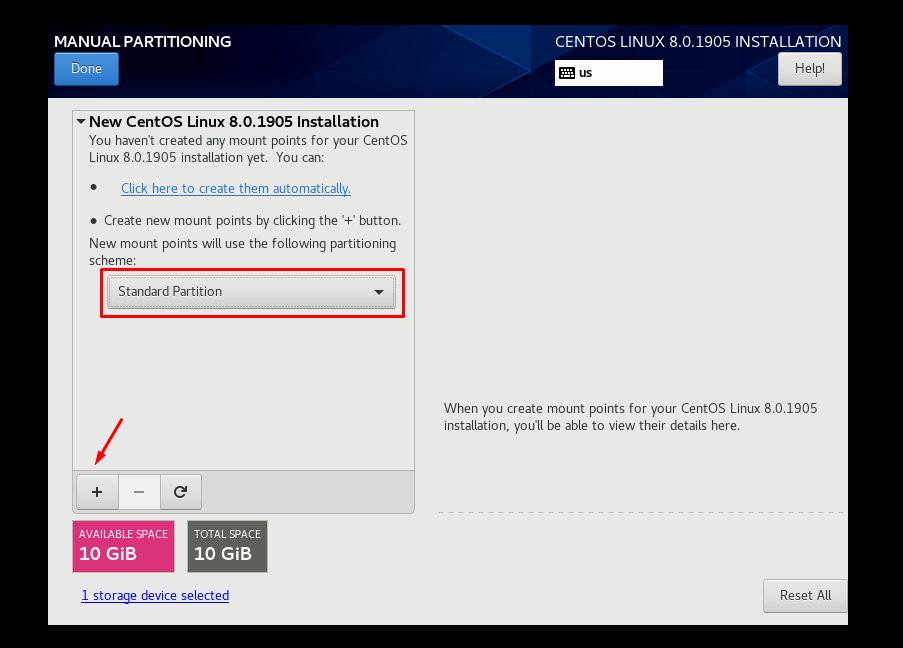 MANUAL PARTITIONING
CENTOS LINUX 8.0.1905 INSTALLATION
Done
us
Help!
New CentOS Linux 8.0.1905 Installation
You haven't created any mount points for your CentOS
Linux 8.0.1905 installation yet.  You can:
• Click here to create them automatically.
• Create new mount points by clicking the '+' button.
New mount points will use the following partitioning
scheme:
Standard Partition
When you create mount points for your CentOS Linux 8.0.1905
installation, you'll be able to view their details here.
+ −
AVAILABLE SPACE
10 GiB
TOTAL SPACE
10 GiB
1 storage device selected
Reset All